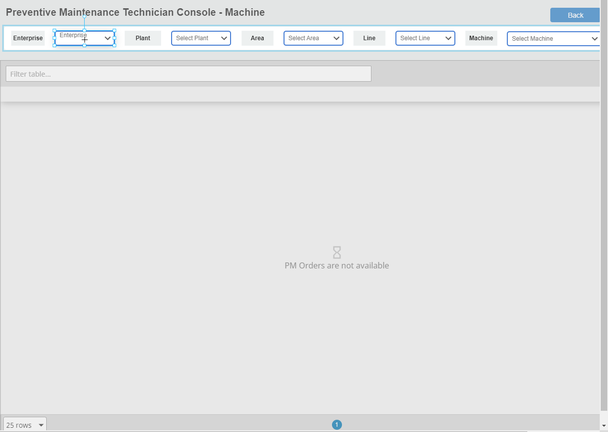 Preventive Maintenance Technician Console - Machine
Back
Enterprise Enterprise Plant Select Plant Area Select Area Line Select Line Machine Select Machine
Filter table...
PM Orders are not available
25 rows 1